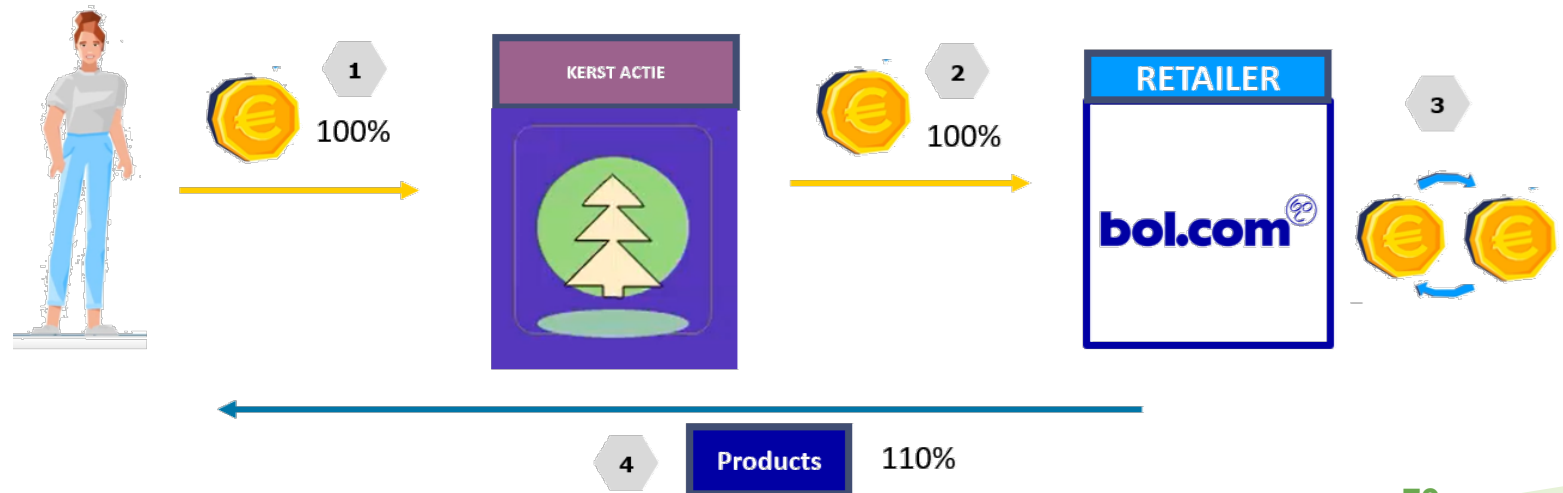 1
100%
KERST ACTIE
2
100%
RETAILER
bol.com
3
4
Products
110%